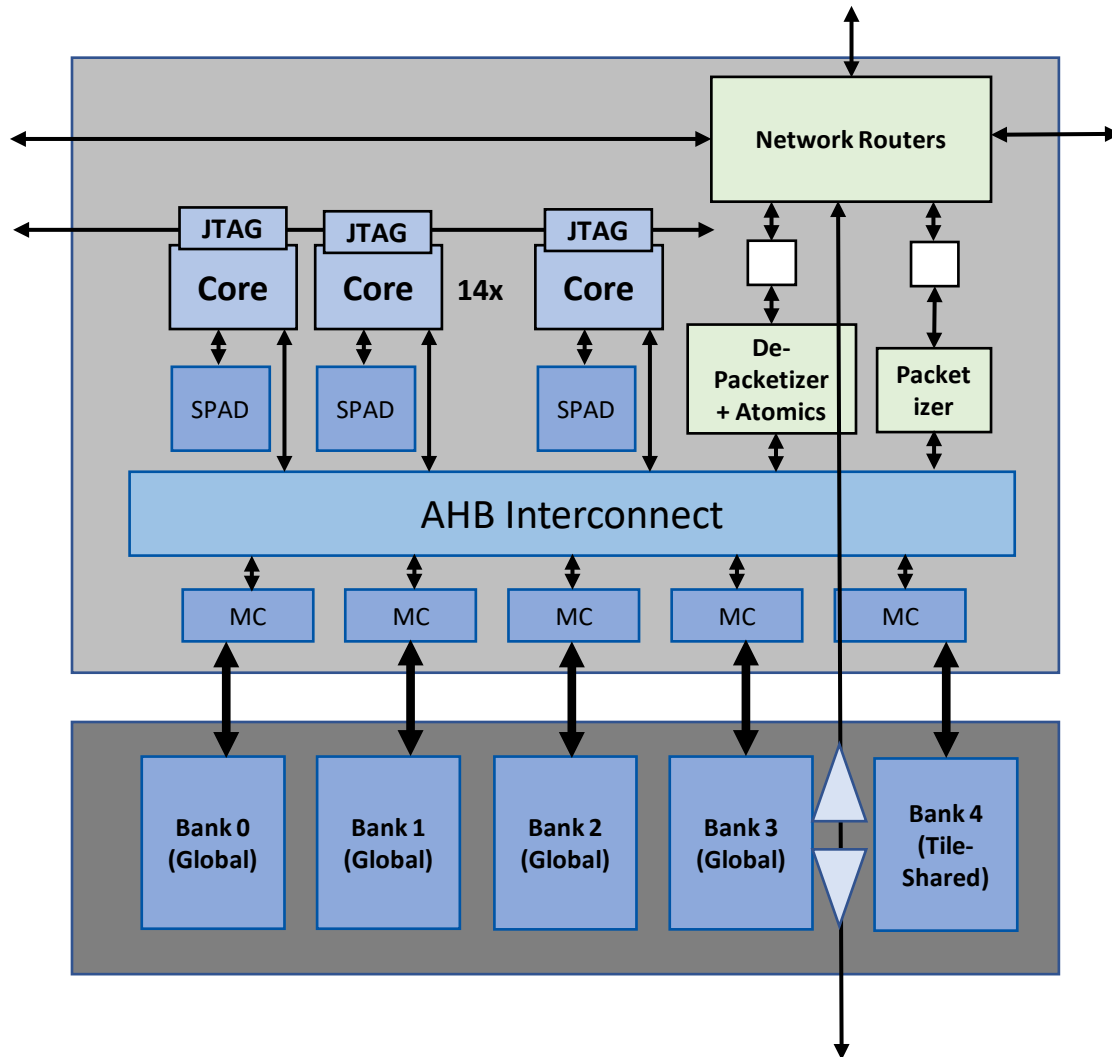 Network Routers
JTAG
JTAG
JTAG
Core
Core
14x
Core
SPAD
SPAD
SPAD
De-
Packetizer
+ Atomics
Packet
izer
AHB Interconnect
MC
MC
MC
MC
MC
Bank 0
(Global)
Bank 1
(Global)
Bank 2
(Global)
Bank 3
(Global)
Bank 4
(Tile-
Shared)